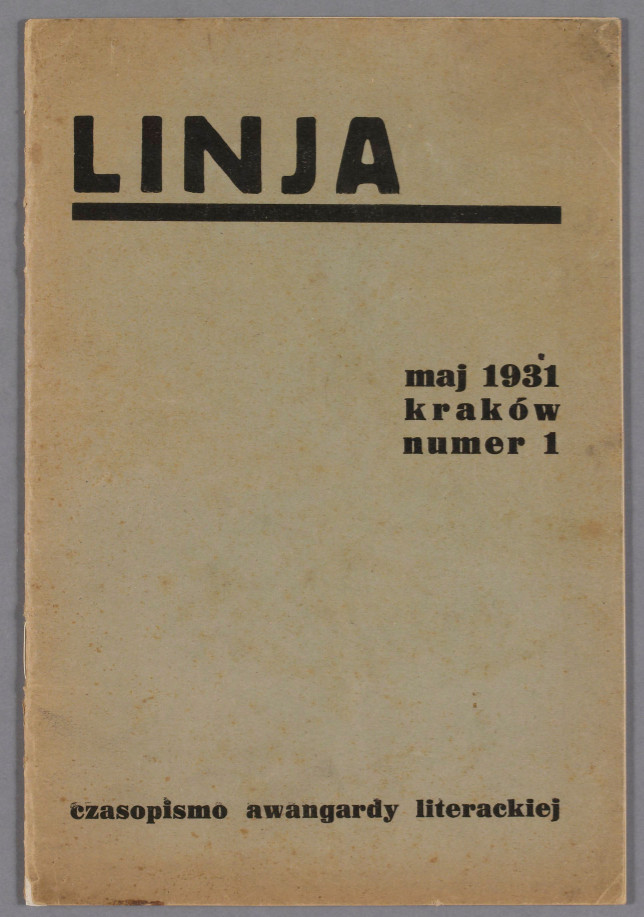 LINJA
maj 1931
kraków
numer 1
czasopismo awangardy literackiej